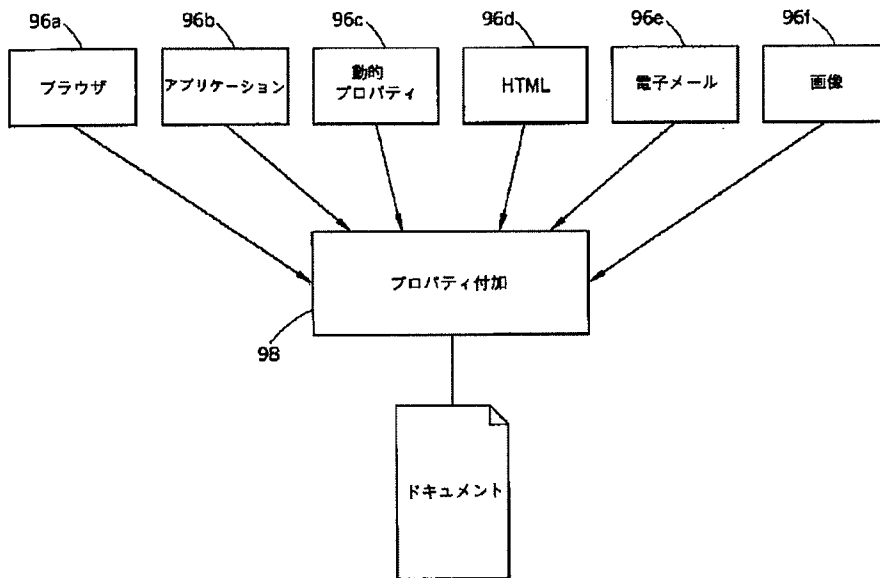 96a
96b
96c
96d
96e
96f
ブラウザ
アプリケーション
動的
プロパティ
HTML
電子メール
画像
プロパティ付加
98
ドキュメント